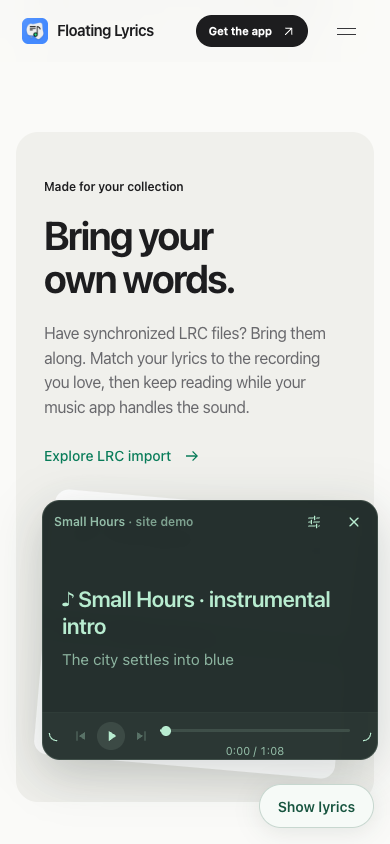 Floating Lyrics
Get the app
Made for your collection
Bring your
own words.
Have synchronized LRC files? Bring them
along. Match your lyrics to the recording
you love, then keep reading while your
music app handles the sound.
Explore LRC import
Small Hours · site demo
♪ Small Hours · instrumental
intro
The city settles into blue
0:00 / 1:08
Show lyrics